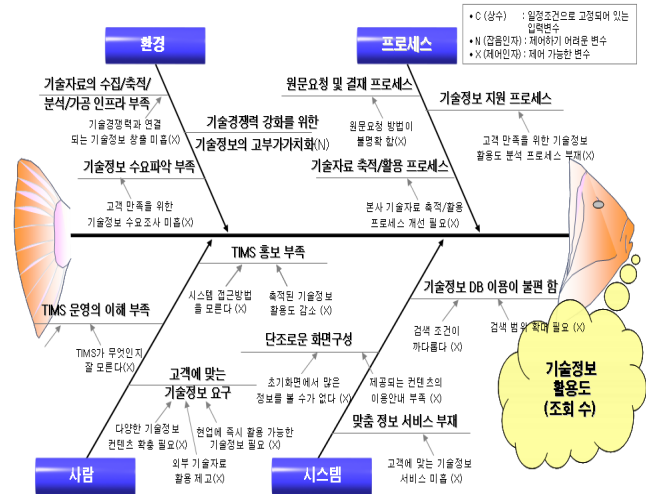 • C (상수) : 일정조건으로 고정되어 있는
입력변수
• N (잡음인자) : 제어하기 어려운 변수
• X (제어인자) : 제어 가능한 변수
환경
프로세스
기술자료의 수집/축적/
분석/가공 인프라 부족
기술경쟁력과 연결
되는 기술정보 창출 미흡(X)
기술경쟁력 강화를 위한
기술정보의 고부가가치화(N)
기술정보 수요파악 부족
고객 만족을 위한
기술정보 수요조사 미흡(X)
원문요청 및 결재 프로세스
원문요청 방법이
불명확 함(X)
기술정보 지원 프로세스
고객 만족을 위한 기술정보
활용도 분석 프로세스 부재(X)
기술자료 축적/활용 프로세스
본사 기술자료 축적/활용
프로세스 개선 필요(X)
TIMS 홍보 부족
시스템 접근방법
을 모른다 (X)
축적된 기술정보
활용도 감소 (X)
TIMS 운영의 이해 부족
TIMS가 무엇인지
잘 모른다(X)
고객에 맞는
기술정보 요구
다양한 기술정보
컨텐츠 확충 필요(X)
현업에 즉시 활용 가능한
기술정보 필요 (X)
외부 기술자료
활용 제고(X)
기술정보 DB 이용이 불편 함
검색 조건이
까다롭다 (X)
검색 범위 확대 필요 (X)
단조로운 화면구성
초기화면에서 많은
정보를 볼 수가 없다 (X)
제공되는 컨텐츠의
이용안내 부족 (X)
맞춤 정보 서비스 부재
고객에 맞는 기술정보
서비스 미흡 (X)
기술정보
활용도
(조회 수)
사람
시스템